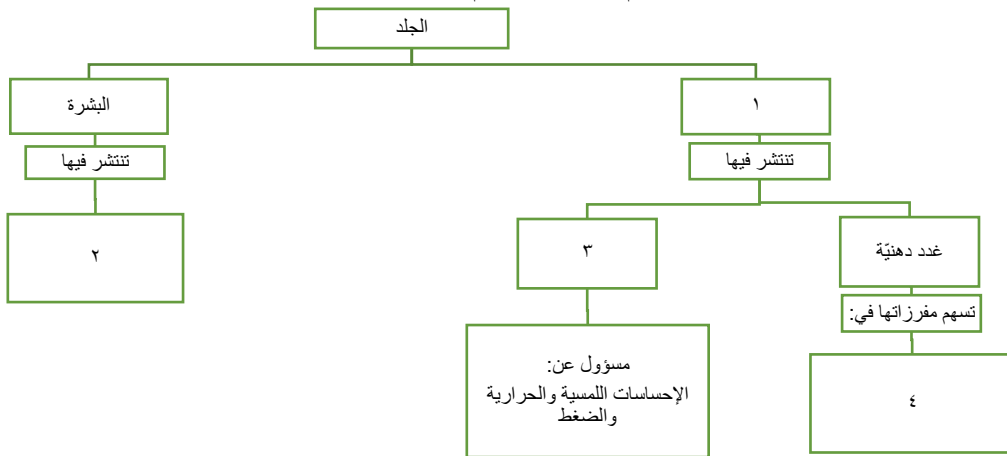 الجلد
البشرة
١
تنتشر فيها
تنتشر فيها
٢
٣
غدد دهنيّة
تسهم مفرزاتها في:
مسؤول عن:
الإحساسات اللمسية والحرارية
والضغط
٤